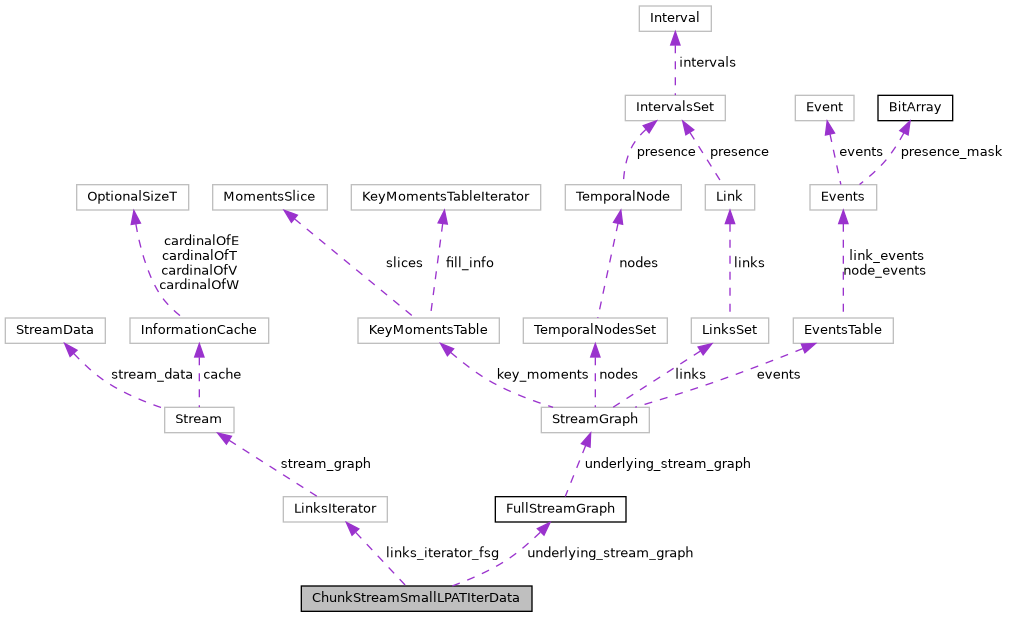 Interval
intervals
IntervalsSet
Event
BitArray
presence
presence
events
presence_mask
OptionalSizeT
MomentsSlice
KeyMomentsTableIterator
TemporalNode
Link
Events
cardinalOfE
cardinalOfT
cardinalOfV
cardinalOfW
slices
fill_info
nodes
links
link_events
node_events
StreamData
InformationCache
KeyMomentsTable
TemporalNodesSet
LinksSet
EventsTable
stream_data
cache
key_moments
nodes
links
events
Stream
StreamGraph
stream_graph
underlying_stream_graph
LinksIterator
FullStreamGraph
links_iterator_fsg
underlying_stream_graph
ChunkStreamSmallLPATIterData